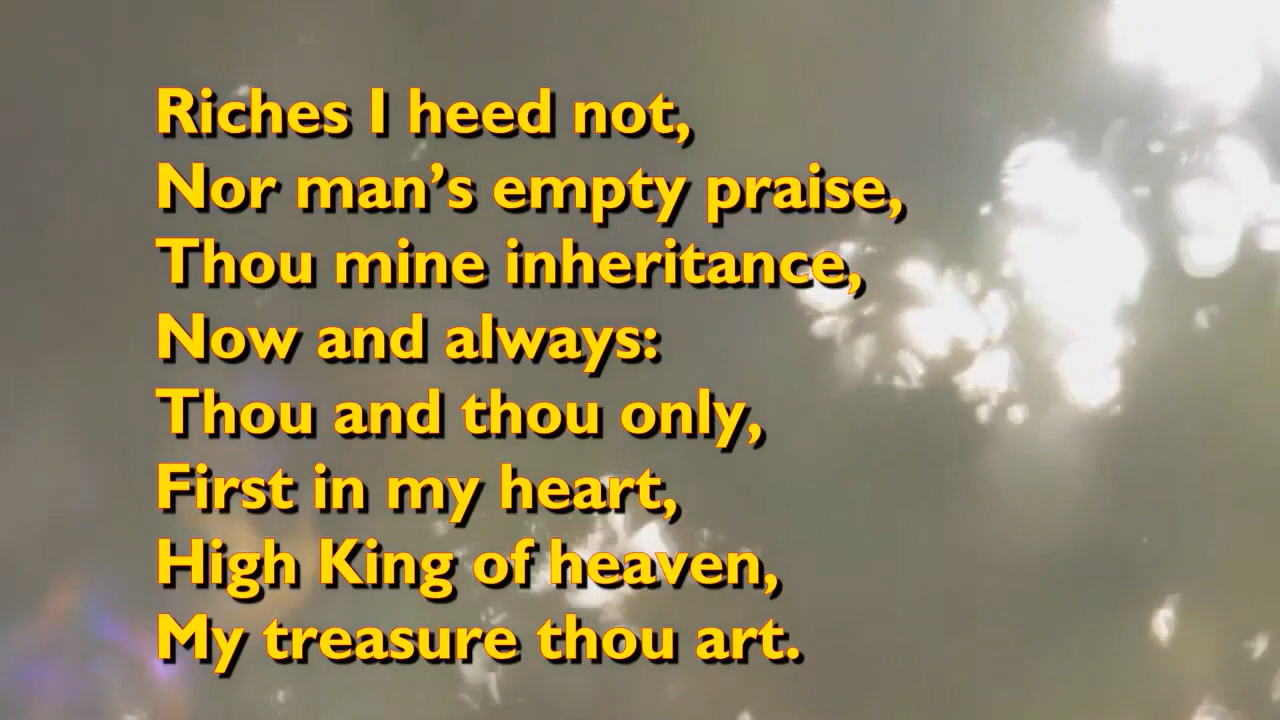 Riches I heed not,
Nor man’s empty praise,
Thou mine inheritance,
Now and always:
Thou and thou only,
First in my heart,
High King of heaven,
My treasure thou art.